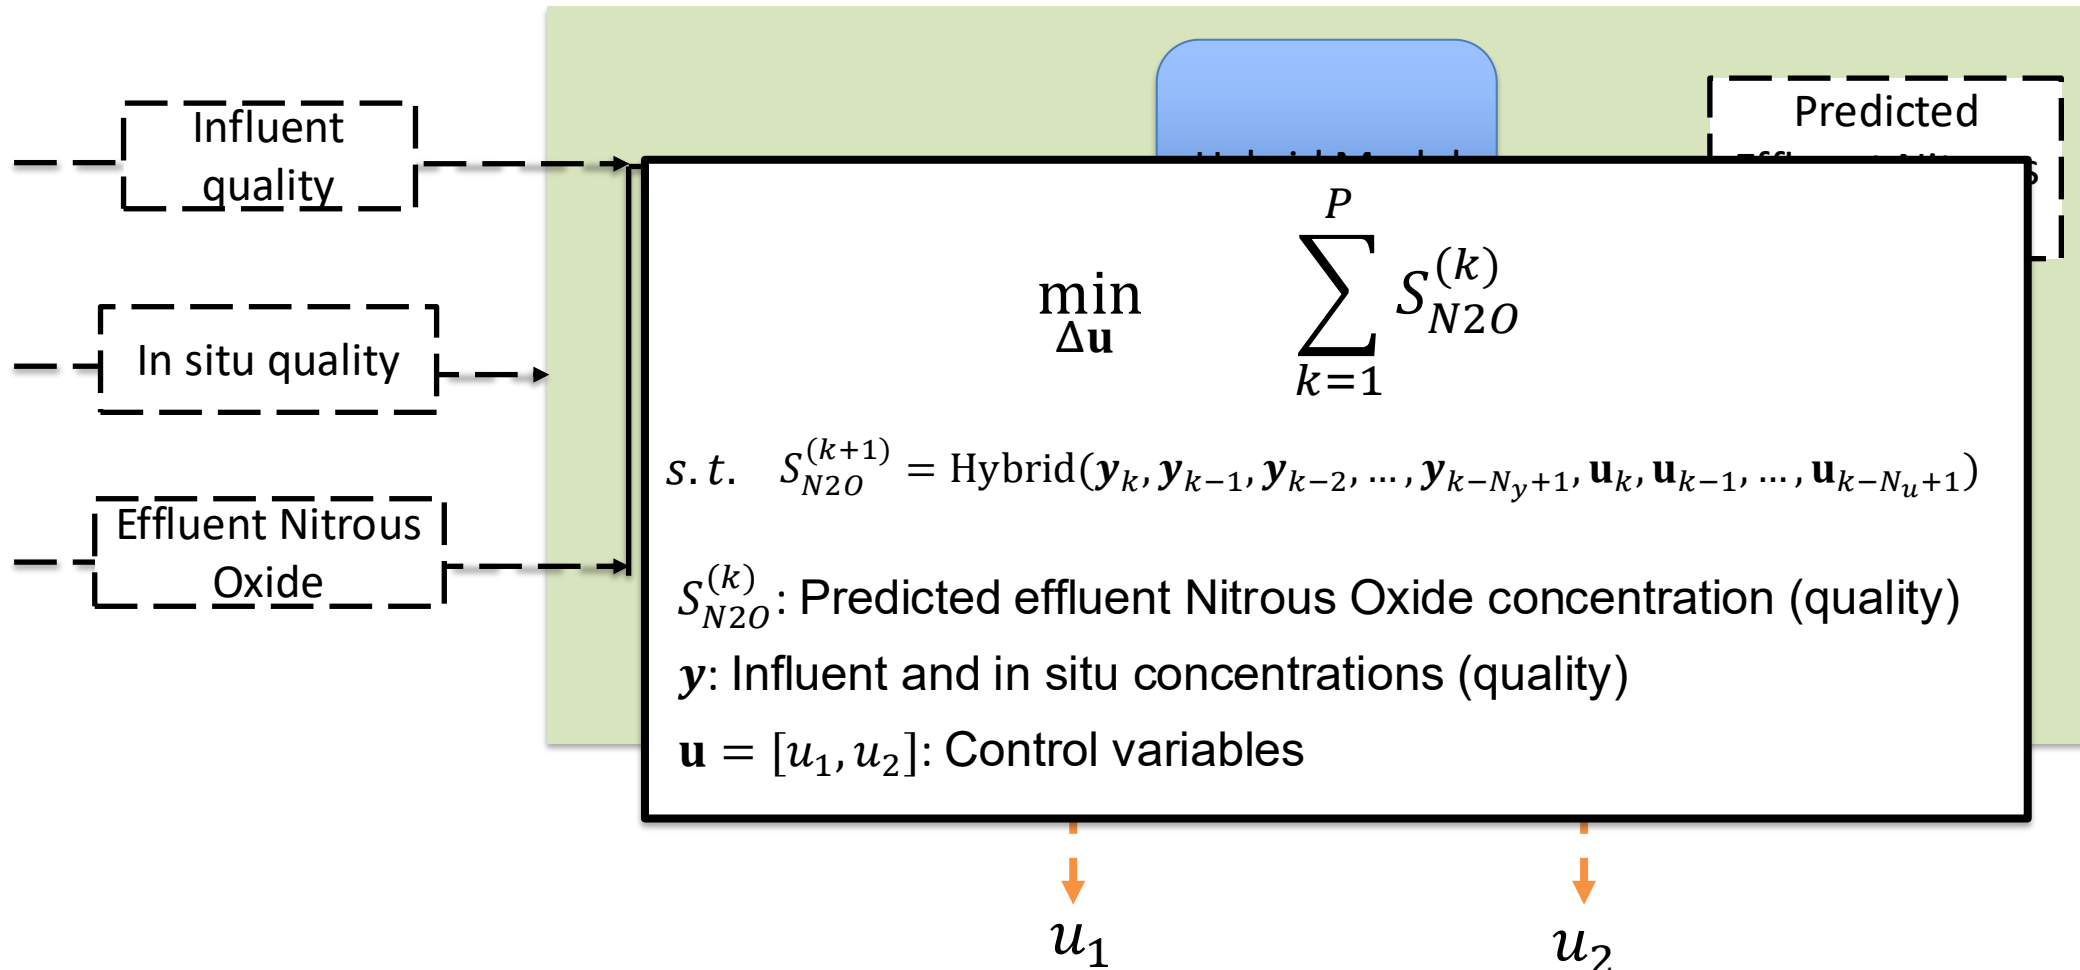 Influent
quality
In situ quality
Effluent Nitrous
Oxide
Predicted
min_{Δ𝐮} ∑_{k=1}^{P} S_{N2O}^{(k)}
s.t. S_{N2O}^{(k+1)} = Hybrid(𝒚_k, 𝒚_{k−1}, 𝒚_{k−2}, …, 𝒚_{k−N_y+1}, 𝐮_k, 𝐮_{k−1}, …, 𝐮_{k−N_u+1})
S_{N2O}^{(k)}: Predicted effluent Nitrous Oxide concentration (quality)
𝒚: Influent and in situ concentrations (quality)
𝐮 = [u_1, u_2]: Control variables
u_1
u_2